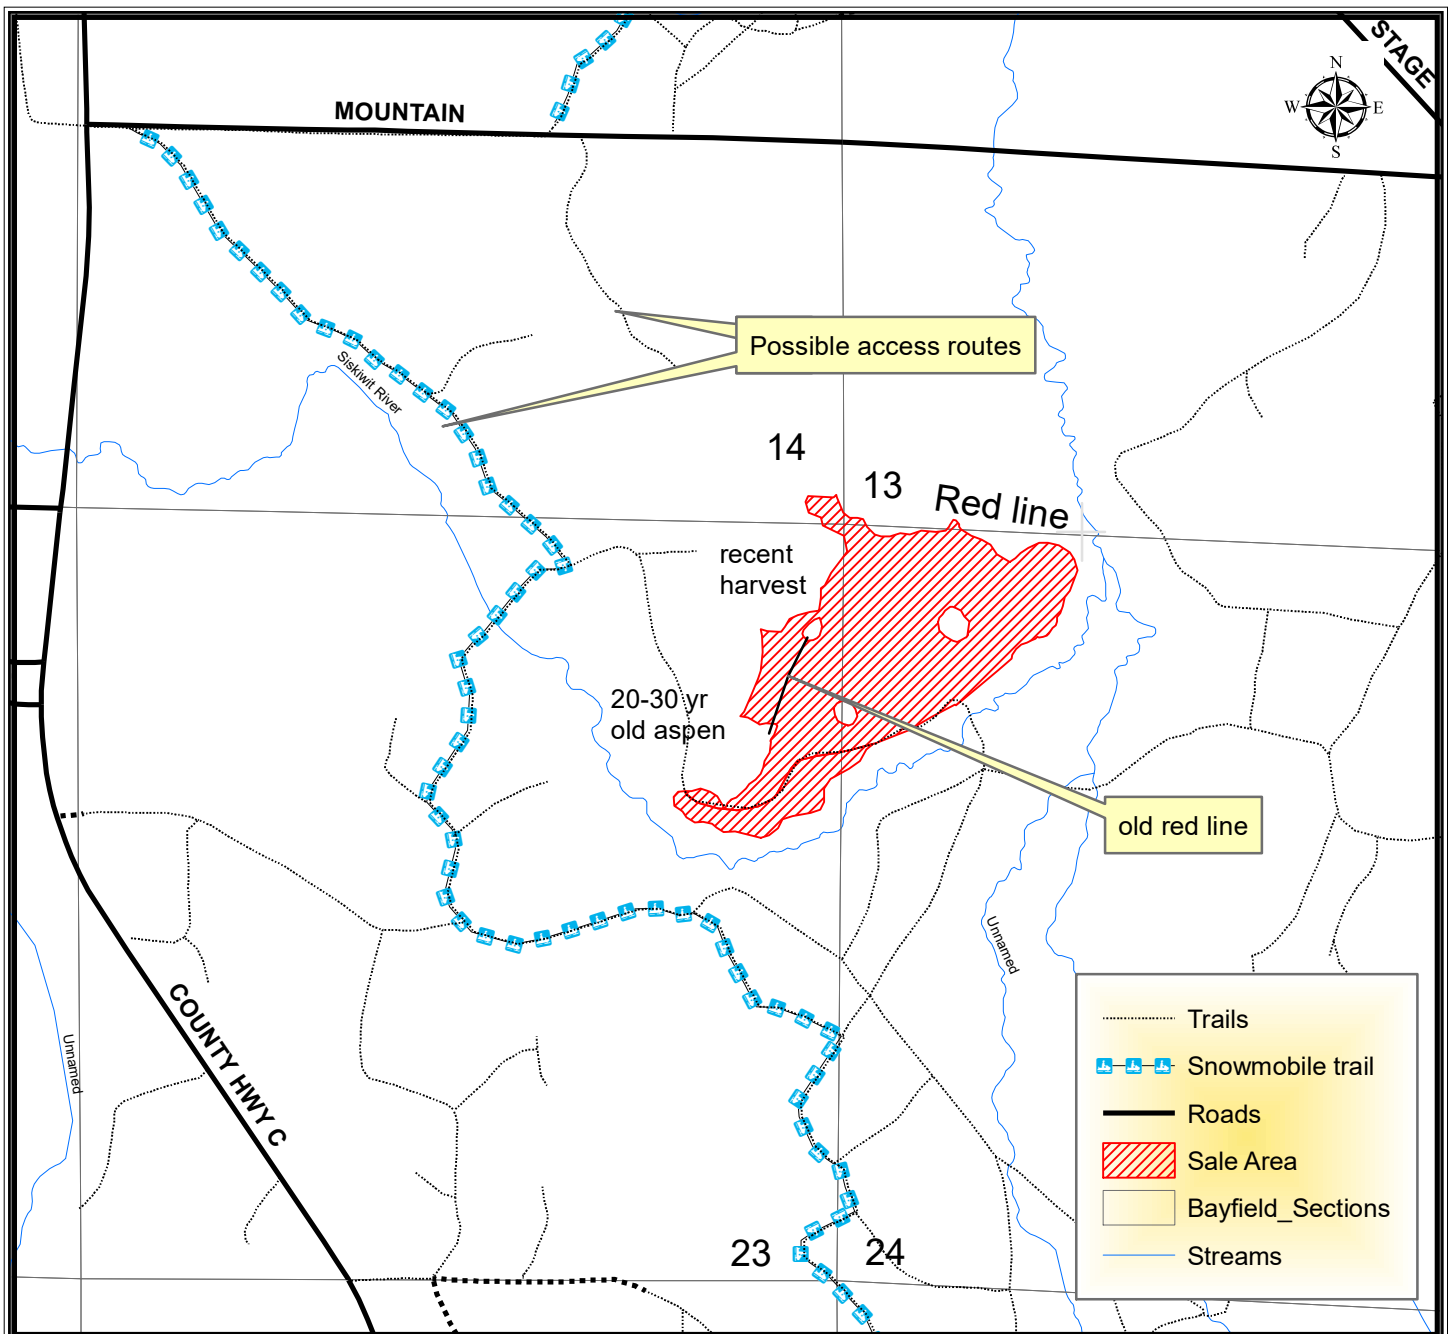 STAGE
N
W E
S
MOUNTAIN
Possible access routes
Siskiwit River
14
13
Red line
recent
harvest
20-30 yr
old aspen
old red line
Unnamed
Unnamed
COUNTY HWY C
23
24
Trails
Snowmobile trail
Roads
Sale Area
Bayfield_Sections
Streams